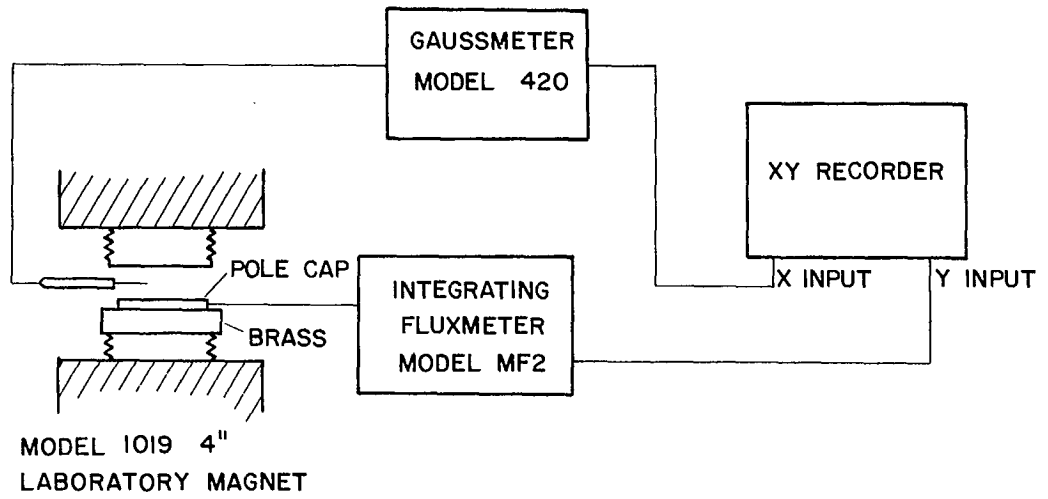 GAUSSMETER
MODEL 420
XY RECORDER
X INPUT
Y INPUT
POLE CAP
BRASS
INTEGRATING
FLUXMETER
MODEL MF2
MODEL 1019 4"
LABORATORY MAGNET